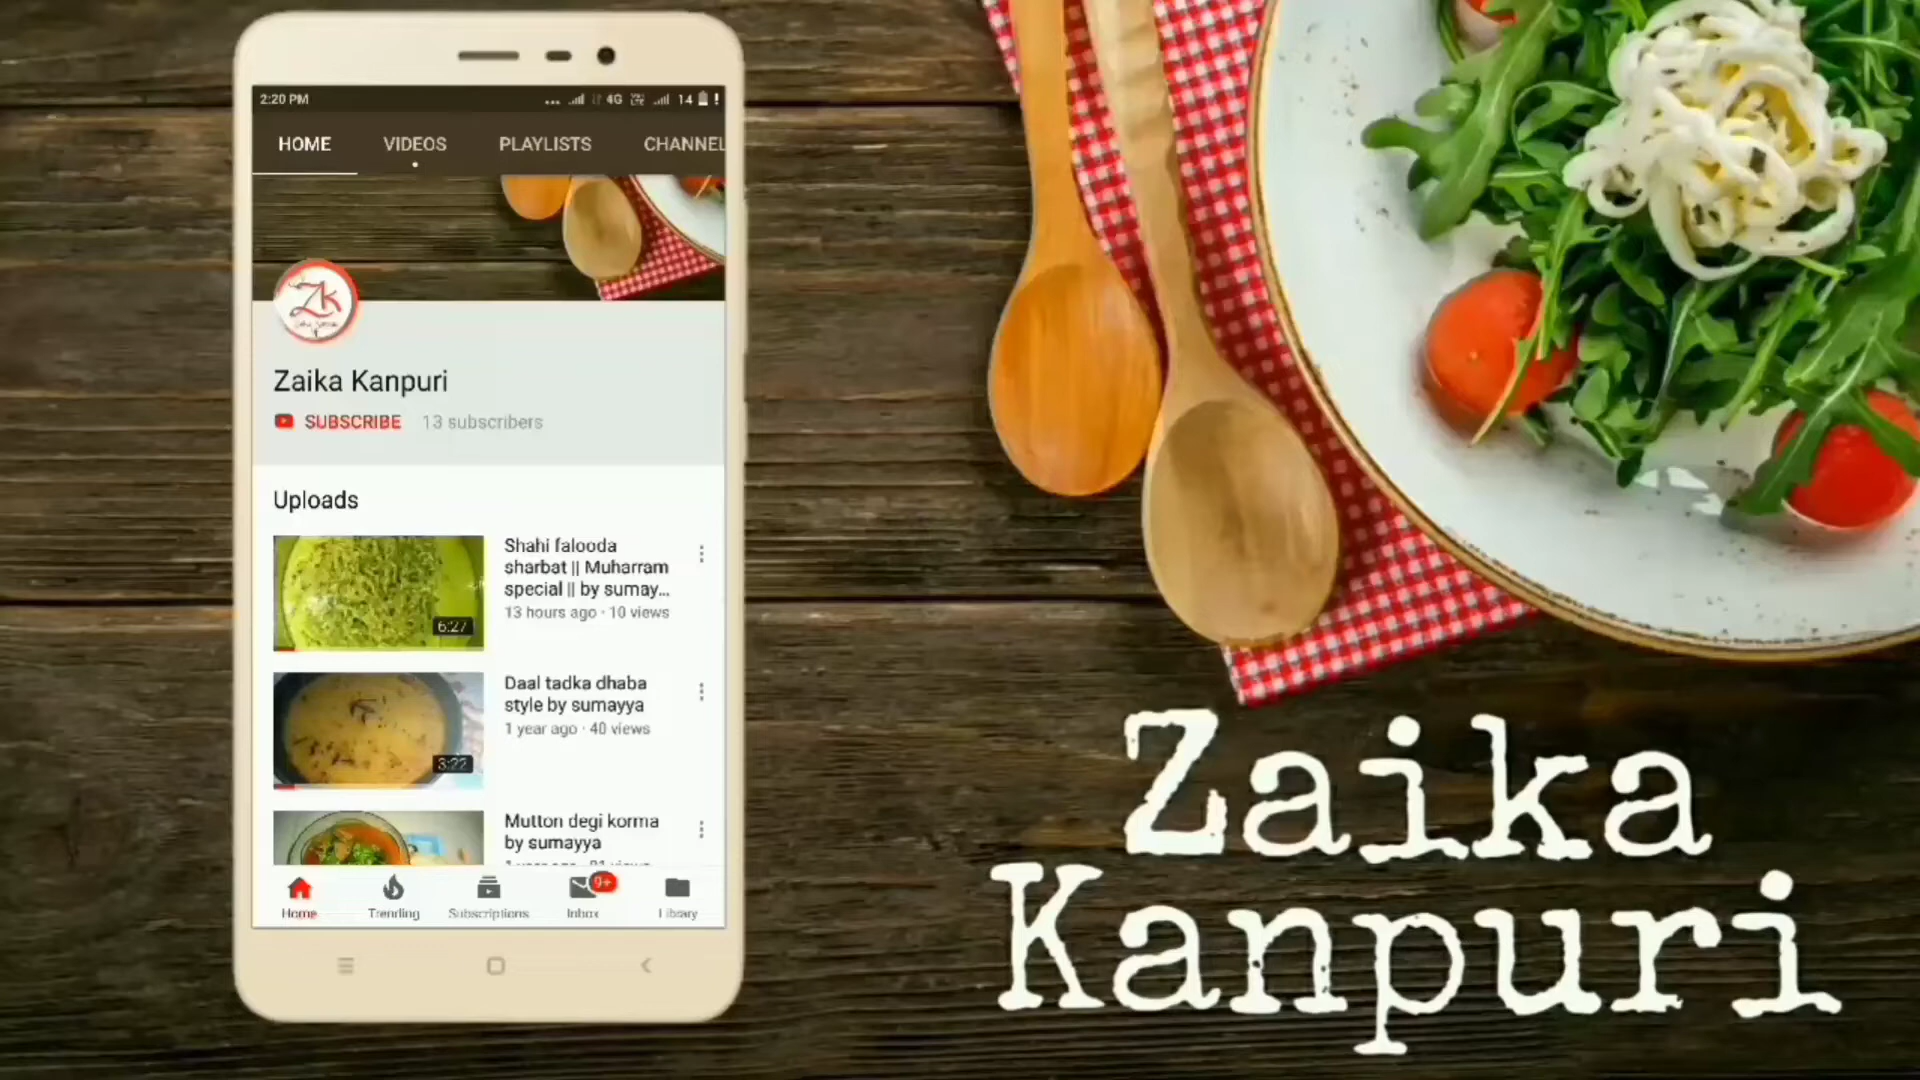 2:20 PM
4G
14
HOME VIDEOS PLAYLISTS CHANNEL
ZK
Zaika Kanpuri
SUBSCRIBE 13 subscribers
Uploads
Shahi falooda
sharbat || Muharram
special || by sumay...
13 hours ago · 10 views
6:27
Daal tadka dhaba
style by sumayya
1 year ago · 40 views
3:22
Mutton degi korma
by sumayya
9+
Home Trending Subscriptions Inbox Library
Zaika
Kanpuri